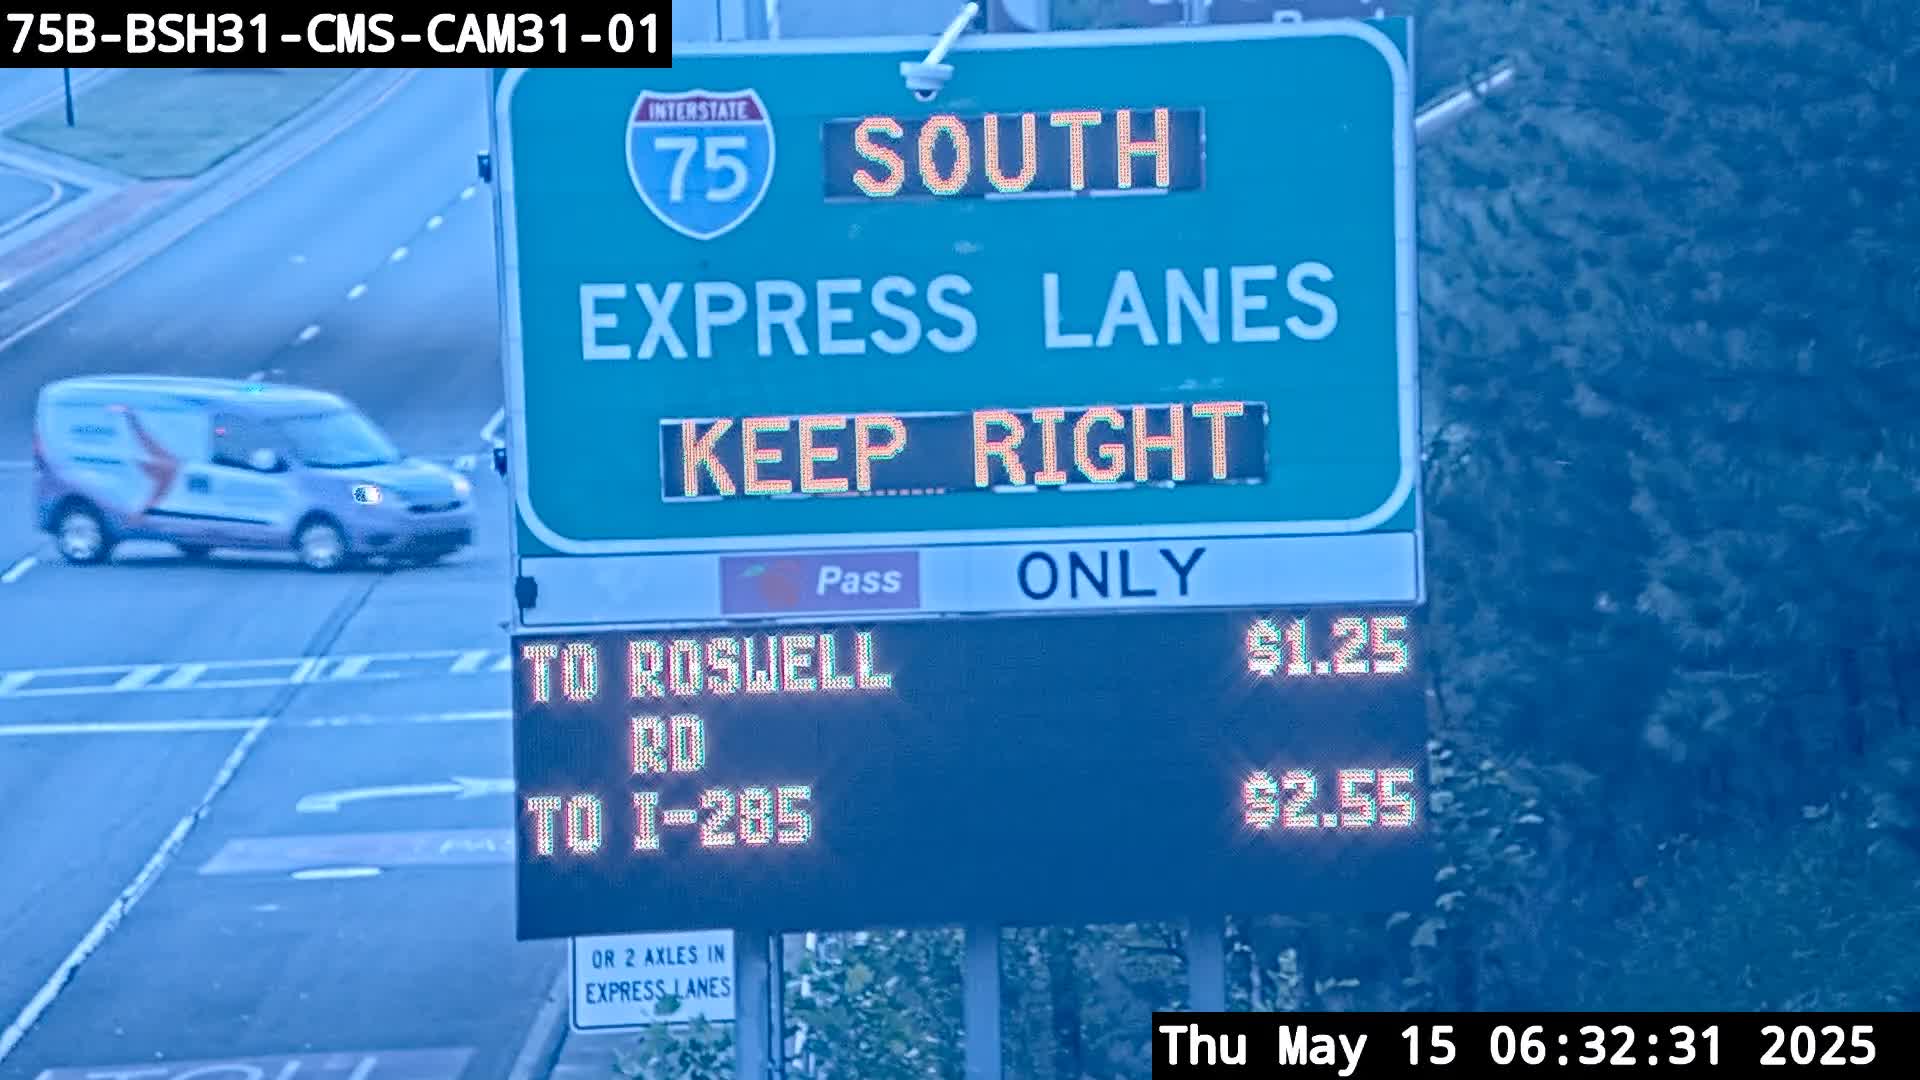 75B-BSH31-CMS-CAM31-01
INTERSTATE
75
SOUTH
EXPRESS LANES
KEEP RIGHT
Pass ONLY
TO ROSWELL $1.25
RD
TO I-285 $2.55
OR 2 AXLES IN
EXPRESS LANES
Thu May 15 06:32:31 2025